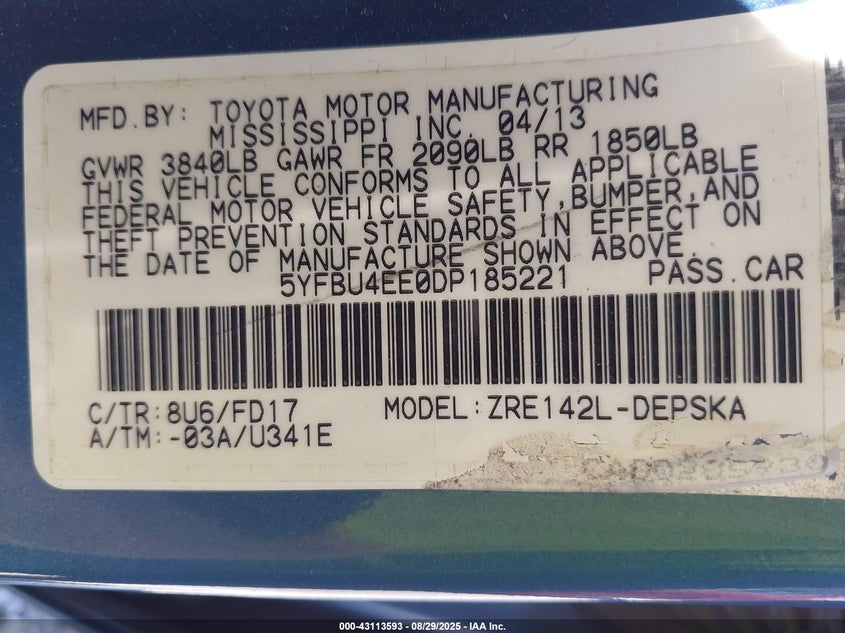 MFD.BY: TOYOTA MOTOR MANUFACTURING
MISSISSIPPI INC. 04/13
GVWR 3840LB GAWR FR 2090LB RR 1850LB
THIS VEHICLE CONFORMS TO ALL APPLICABLE
FEDERAL MOTOR VEHICLE SAFETY,BUMPER,AND
THEFT PREVENTION STANDARDS IN EFFECT ON
THE DATE OF MANUFACTURE SHOWN ABOVE.
5YFBU4EE0DP185221 PASS.CAR
C/TR:8U6/FD17 MODEL:ZRE142L-DEPSKA
A/TM:-03A/U341E
000-43113593 - 08/29/2025 - IAA Inc.